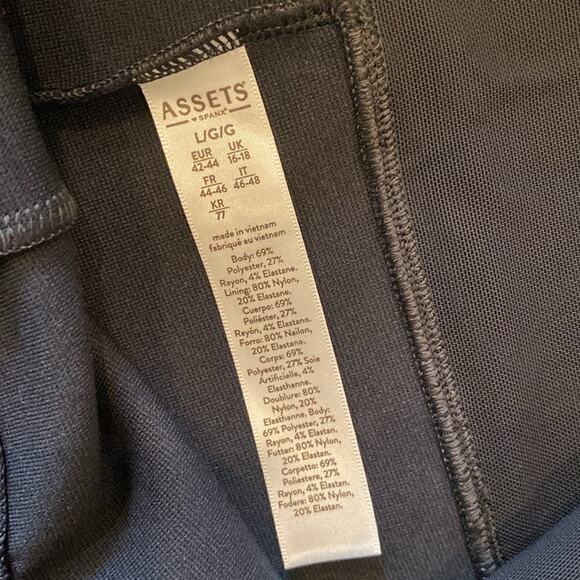 ASSETS
♥ SPANX®
L/G/G
EUR UK
42-44 16-18
FR IT
44-46 46-48
KR
77
made in vietnam
fabriqué au vietnam
Body: 69%
Polyester, 27%
Rayon, 4% Elastane.
Lining: 80% Nylon,
20% Elastane.
Cuerpo: 69%
Poliéster, 27%
Rayón, 4% Elastano.
Forro: 80% Nailon,
20% Elastano.
Corps: 69%
Polyester, 27% Soie
Artificielle, 4%
Elasthanne.
Doublure: 80%
Nylon, 20%
Elasthanne. Body:
69% Polyester, 27%
Rayon, 4% Elastan.
Futter: 80% Nylon,
20% Elastan.
Corpetto: 69%
Poliestere, 27%
Rayon, 4% Elastan.
Fodera: 80% Nylon,
20% Elastan.